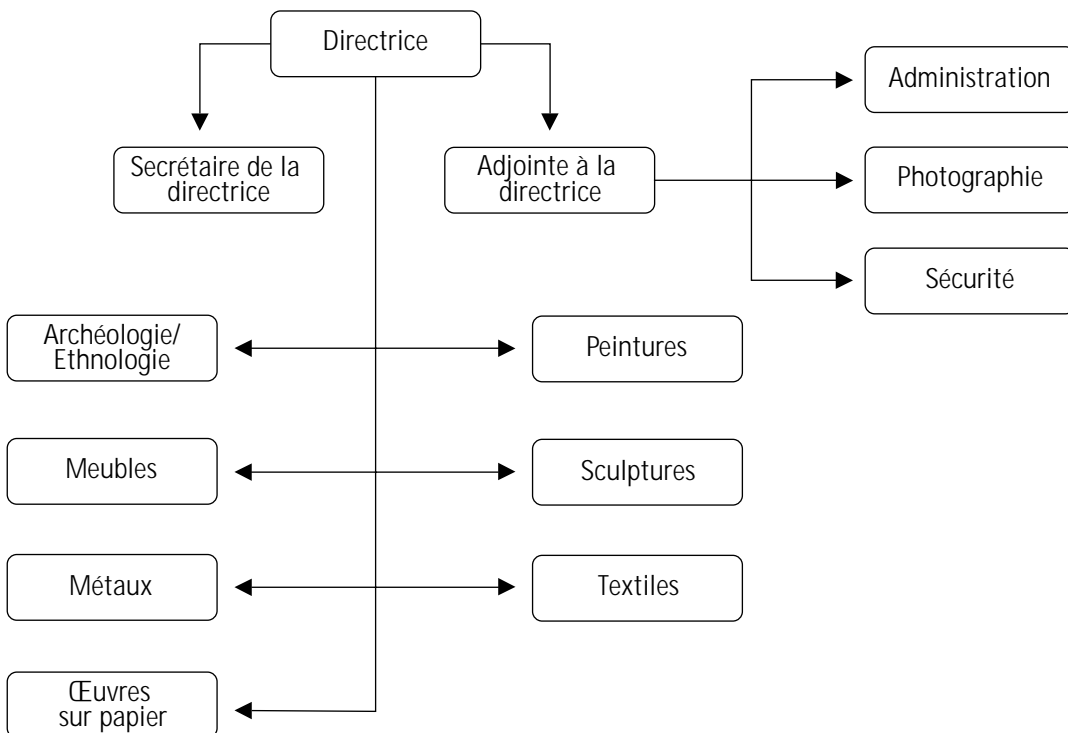 Directrice
Administration
Secrétaire de la
directrice
Adjointe à la
directrice
Photographie
Sécurité
Archéologie/
Ethnologie
Peintures
Meubles
Sculptures
Métaux
Textiles
Œuvres
sur papier